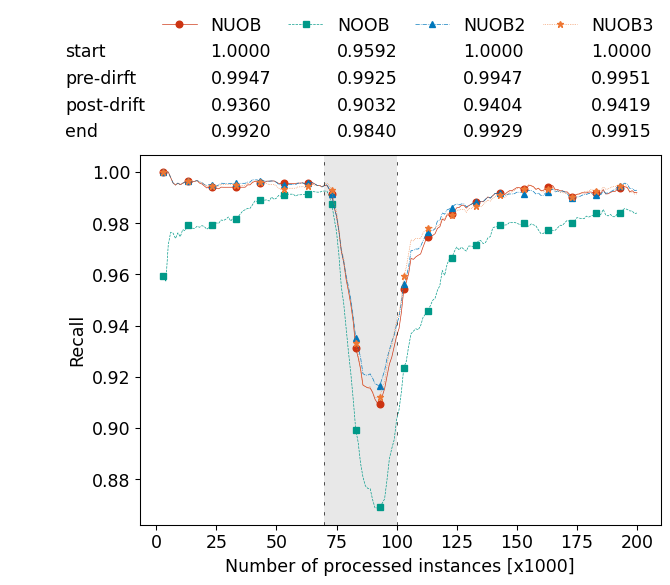 NUOB NOOB NUOB2 NUOB3
start 1.0000 0.9592 1.0000 1.0000
pre-dirft 0.9947 0.9925 0.9947 0.9951
post-drift 0.9360 0.9032 0.9404 0.9419
end 0.9920 0.9840 0.9929 0.9915
1.00
0.98
0.96
0.94
0.92
0.90
0.88
Recall
0 25 50 75 100 125 150 175 200
Number of processed instances [x1000]